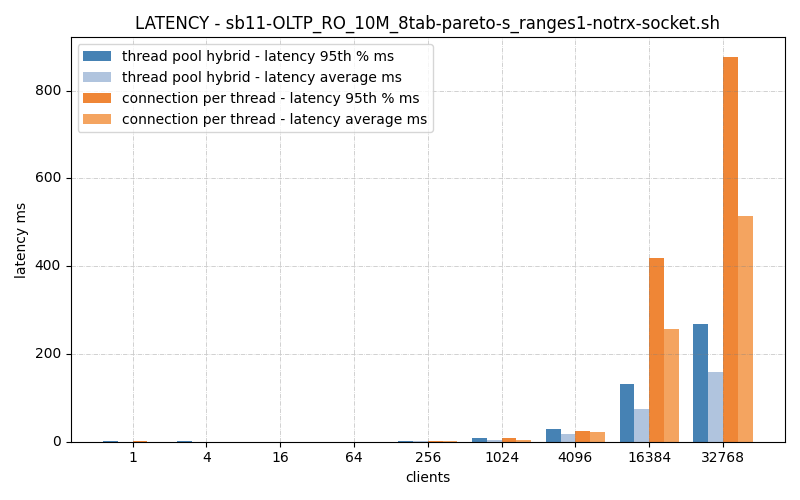 LATENCY - sb11-OLTP_RO_10M_8tab-pareto-s_ranges1-notrx-socket.sh
thread pool hybrid - latency 95th % ms
thread pool hybrid - latency average ms
connection per thread - latency 95th % ms
connection per thread - latency average ms
latency ms
800
600
400
200
0
1 4 16 64 256 1024 4096 16384 32768
clients